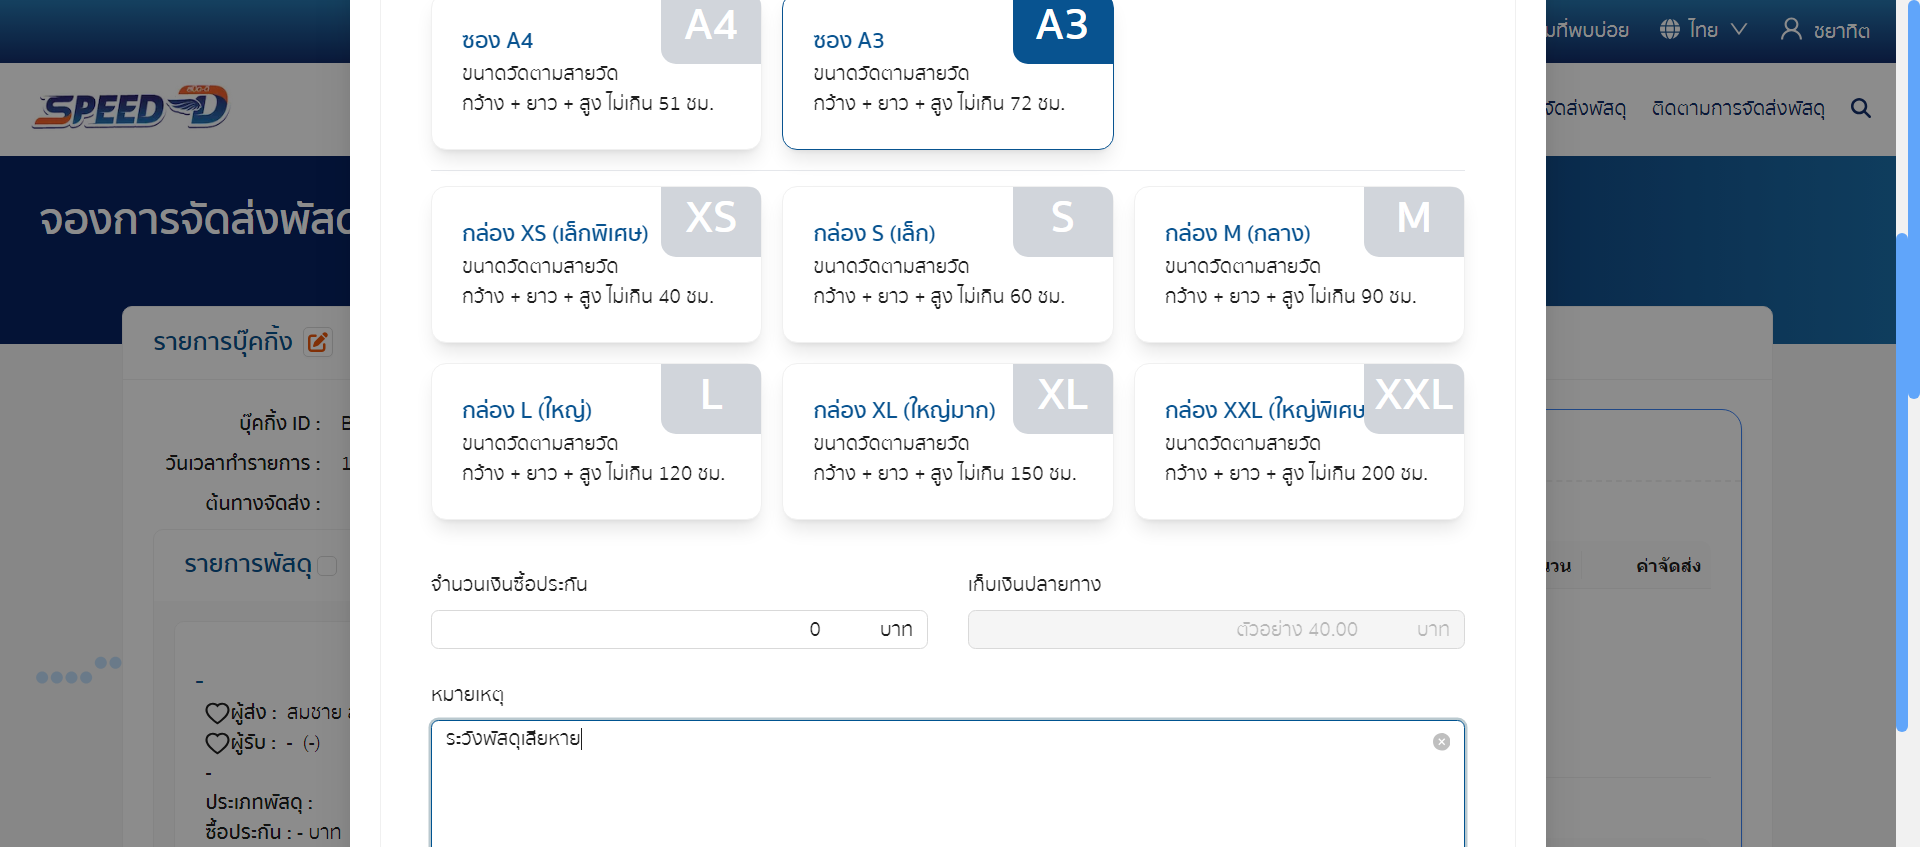 ไทย
ชยาทิต
SPEED-D
จัดส่งพัสดุ
ติดตามการจัดส่งพัสดุ
จองการจัดส่งพัสดุ
ซอง A4
A4
ขนาดวัดตามสายวัด
กว้าง + ยาว + สูง ไม่เกิน 51 ซม.
ซอง A3
A3
ขนาดวัดตามสายวัด
กว้าง + ยาว + สูง ไม่เกิน 72 ซม.
กล่อง XS (เล็กพิเศษ)
XS
ขนาดวัดตามสายวัด
กว้าง + ยาว + สูง ไม่เกิน 40 ซม.
กล่อง S (เล็ก)
S
ขนาดวัดตามสายวัด
กว้าง + ยาว + สูง ไม่เกิน 60 ซม.
กล่อง M (กลาง)
M
ขนาดวัดตามสายวัด
กว้าง + ยาว + สูง ไม่เกิน 90 ซม.
กล่อง L (ใหญ่)
L
ขนาดวัดตามสายวัด
กว้าง + ยาว + สูง ไม่เกิน 120 ซม.
กล่อง XL (ใหญ่มาก)
XL
ขนาดวัดตามสายวัด
กว้าง + ยาว + สูง ไม่เกิน 150 ซม.
กล่อง XXL (ใหญ่พิเศษ
XXL
ขนาดวัดตามสายวัด
กว้าง + ยาว + สูง ไม่เกิน 200 ซม.
จำนวนเงินซื้อประกัน
0 บาท
เก็บเงินปลายทาง
ตัวอย่าง 40.00 บาท
หมายเหตุ
ระวังพัสดุเสียหาย
รายการบุ๊คกิ้ง
บุ๊คกิ้ง ID :
วันเวลาทำรายการ : 1
ต้นทางจัดส่ง :
รายการพัสดุ
-
ผู้ส่ง : สมชาย
ผู้รับ : - (-)
-
ประเภทพัสดุ :
ซื้อประกัน : - บาท
ค่าจัดส่ง